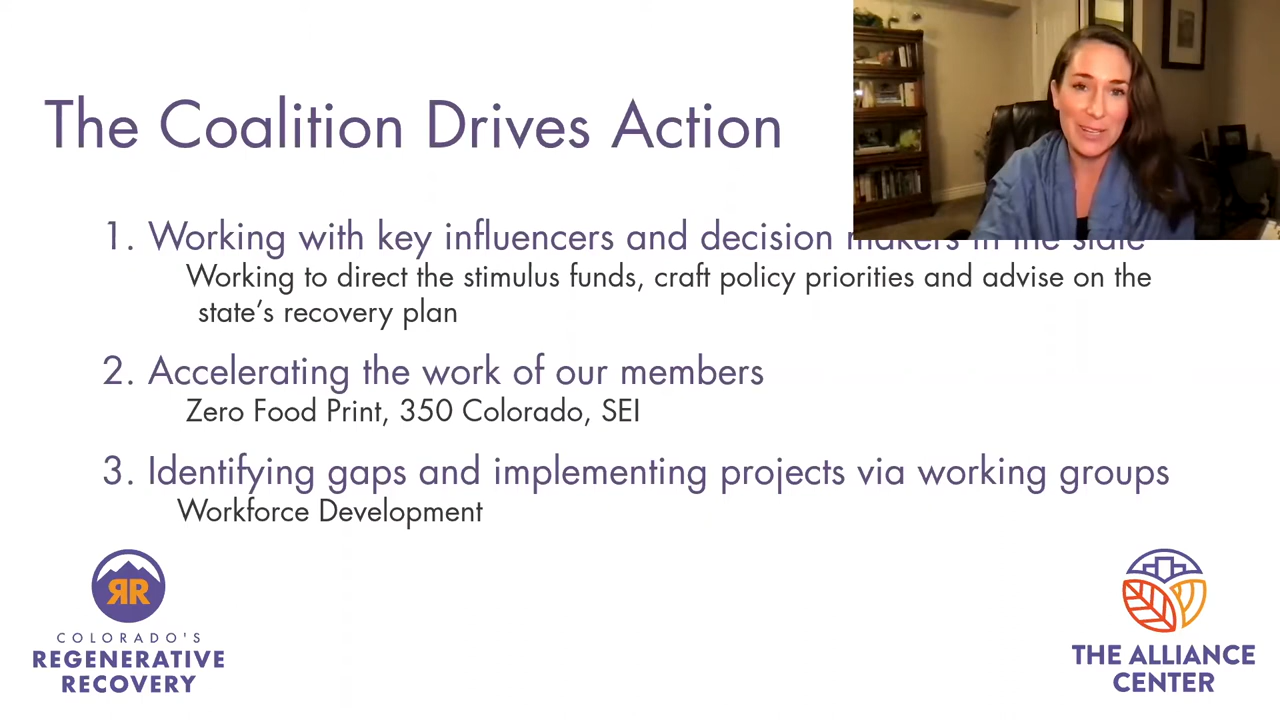 The Coalition Drives Action
1. Working with key influencers and decision makers in the state
Working to direct the stimulus funds, craft policy priorities and advise on the
state's recovery plan
2. Accelerating the work of our members
Zero Food Print, 350 Colorado, SEI
3. Identifying gaps and implementing projects via working groups
Workforce Development
RR
COLORADO'S
REGENERATIVE
RECOVERY
THE ALLIANCE
CENTER